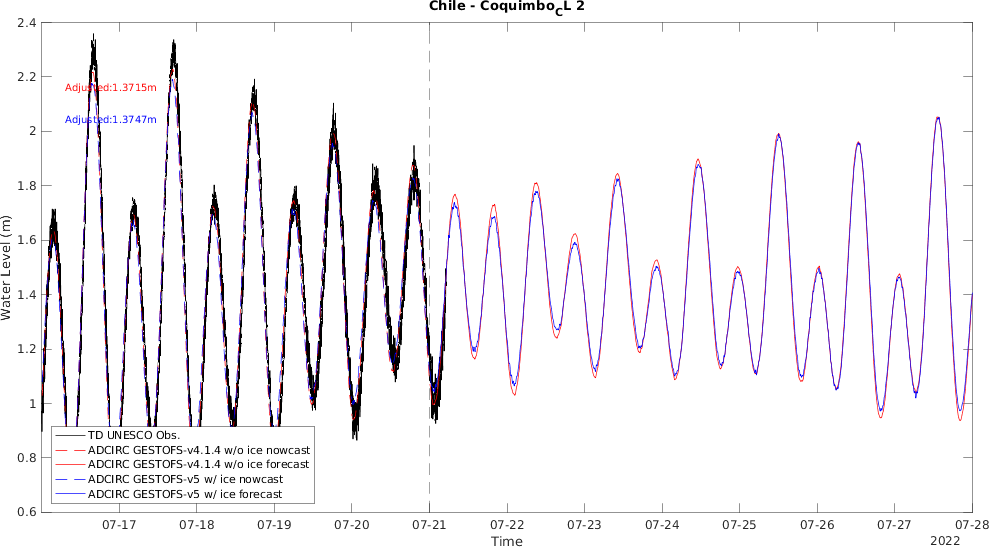 Chile - Coquimbo_CL 2
Water Level (m)
2.4
2.2
2
1.8
1.6
1.4
1.2
1
0.8
0.6
Adjusted:1.3715m
Adjusted:1.3747m
TD UNESCO Obs.
ADCIRC GESTOFS-v4.1.4 w/o ice nowcast
ADCIRC GESTOFS-v4.1.4 w/o ice forecast
ADCIRC GESTOFS-v5 w/ ice nowcast
ADCIRC GESTOFS-v5 w/ ice forecast
07-17 07-18 07-19 07-20 07-21 07-22 07-23 07-24 07-25 07-26 07-27 07-28
Time
2022